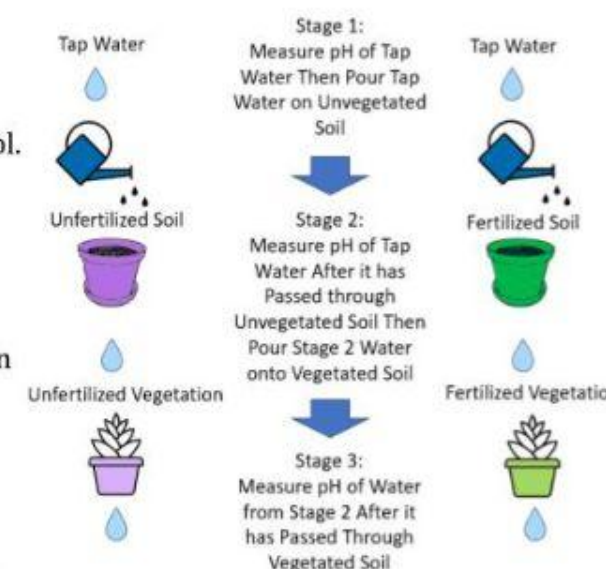 ol.
n
Tap Water
Unfertilized Soil
Unfertilized Vegetation
Stage 1:
Measure pH of Tap
Water Then Pour Tap
Water on Unvegetated
Soil
Stage 2:
Measure pH of Tap
Water After it has
Passed through
Unvegetated Soil Then
Pour Stage 2 Water
onto Vegetated Soil
Stage 3:
Measure pH of Water
from Stage 2 After it
has Passed Through
Vegetated Soil
Tap Water
Fertilized Soil
Fertilized Vegetatio